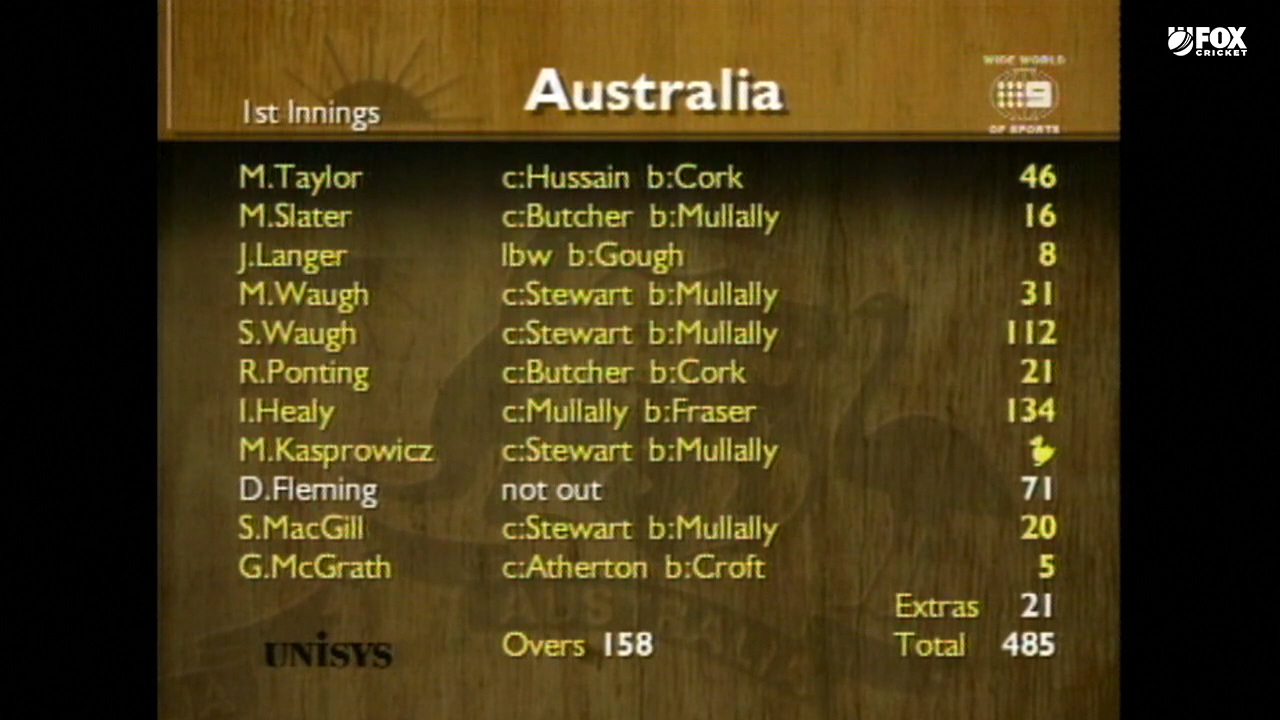 FOX
CRICKET
WIDE WORLD
9
OF SPORTS
1st Innings Australia
M.Taylor c:Hussain b:Cork 46
M.Slater c:Butcher b:Mullally 16
J.Langer lbw b:Gough 8
M.Waugh c:Stewart b:Mullally 31
S.Waugh c:Stewart b:Mullally 112
R.Ponting c:Butcher b:Cork 21
I.Healy c:Mullally b:Fraser 134
M.Kasprowicz c:Stewart b:Mullally
D.Fleming not out 71
S.MacGill c:Stewart b:Mullally 20
G.McGrath c:Atherton b:Croft 5
Extras 21
AUSTRALIA
UNiSYS Overs 158 Total 485